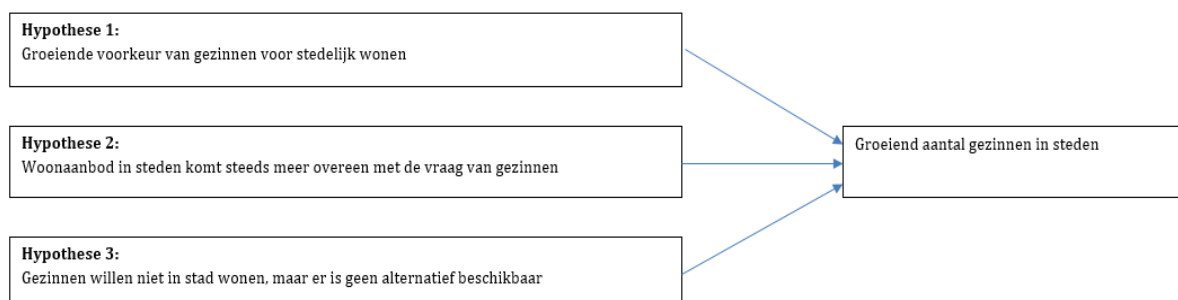 Hypothese 1:
Groeiende voorkeur van gezinnen voor stedelijk wonen
Hypothese 2:
Woonaanbod in steden komt steeds meer overeen met de vraag van gezinnen
Hypothese 3:
Gezinnen willen niet in stad wonen, maar er is geen alternatief beschikbaar
Groeiend aantal gezinnen in steden